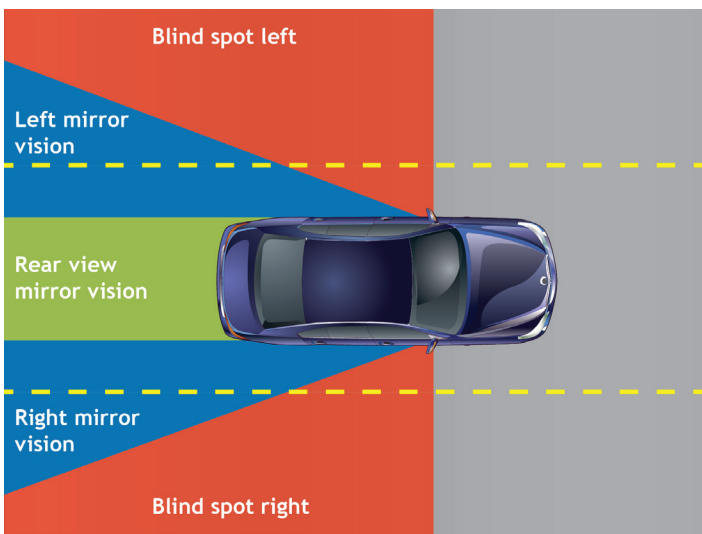 Blind spot left
Left mirror
vision
Rear view
mirror vision
Right mirror
vision
Blind spot right